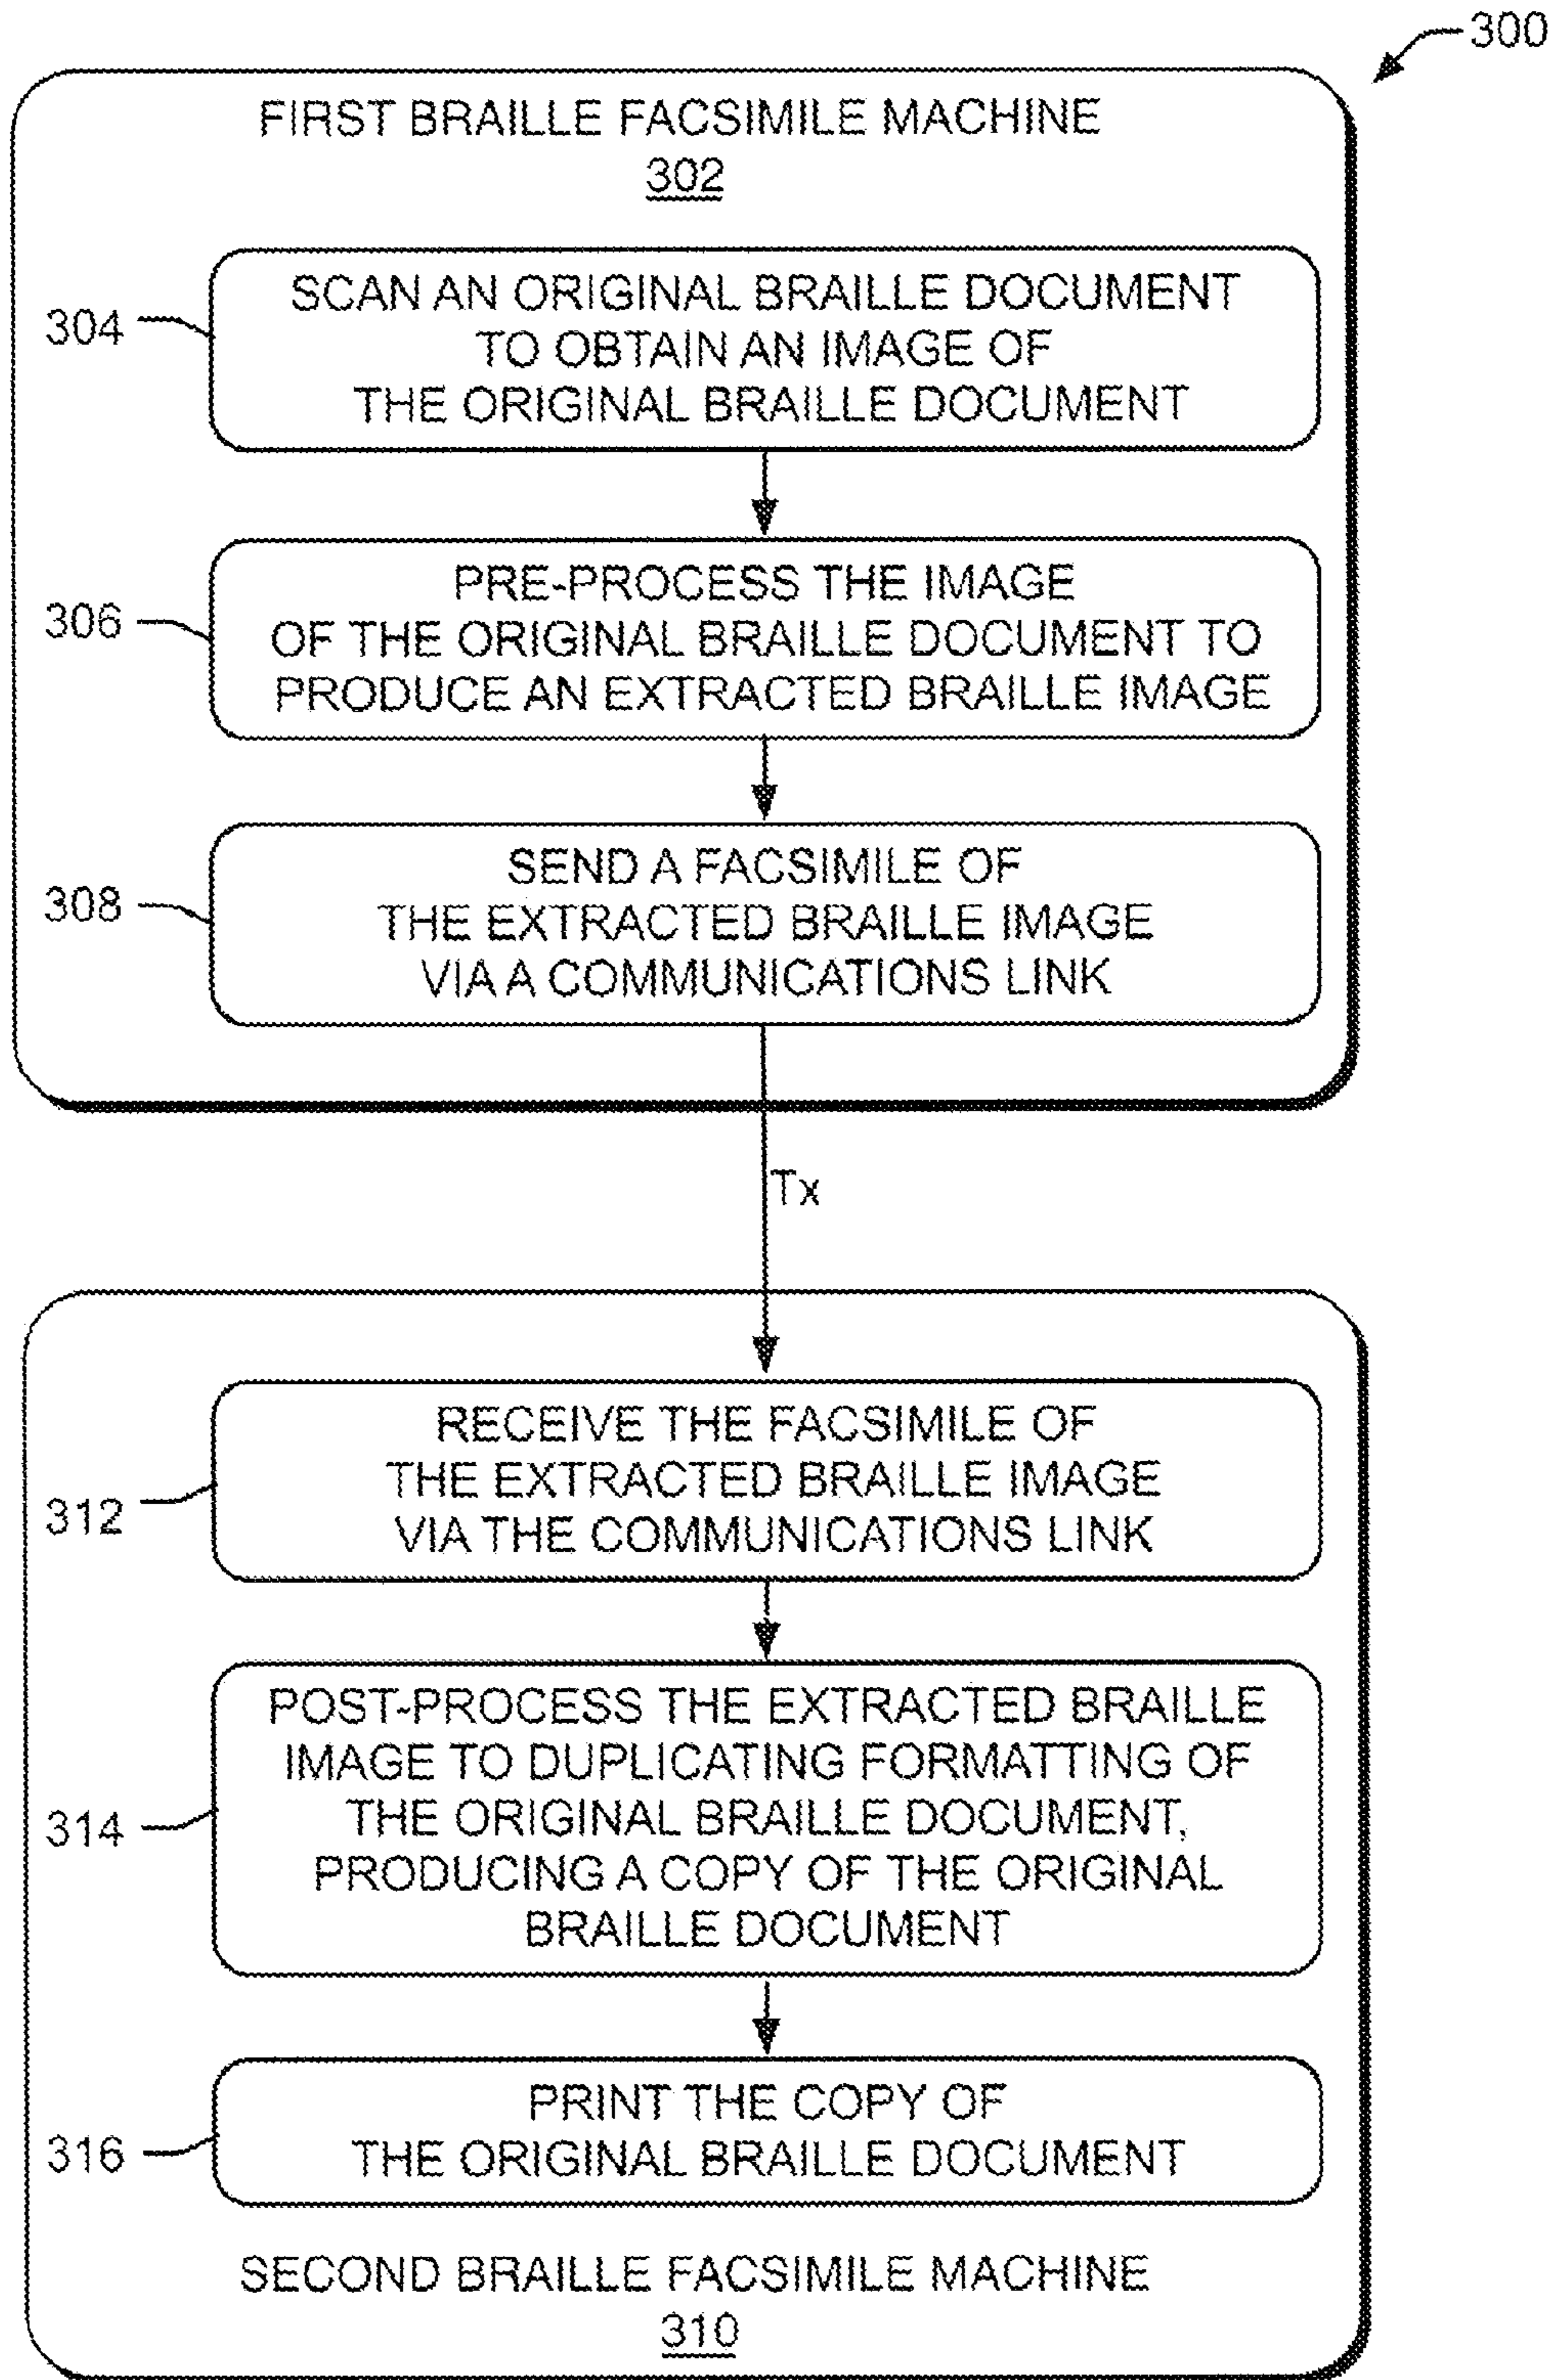 300
FIRST BRAILLE FACSIMILE MACHINE
302
304
SCAN AN ORIGINAL BRAILLE DOCUMENT
TO OBTAIN AN IMAGE OF
THE ORIGINAL BRAILLE DOCUMENT
306
PRE-PROCESS THE IMAGE
OF THE ORIGINAL BRAILLE DOCUMENT TO
PRODUCE AN EXTRACTED BRAILLE IMAGE
308
SEND A FACSIMILE OF
THE EXTRACTED BRAILLE IMAGE
VIA A COMMUNICATIONS LINK
Tx
312
RECEIVE THE FACSIMILE OF
THE EXTRACTED BRAILLE IMAGE
VIA THE COMMUNICATIONS LINK
314
POST-PROCESS THE EXTRACTED BRAILLE
IMAGE TO DUPLICATING FORMATTING OF
THE ORIGINAL BRAILLE DOCUMENT,
PRODUCING A COPY OF THE ORIGINAL
BRAILLE DOCUMENT
316
PRINT THE COPY OF
THE ORIGINAL BRAILLE DOCUMENT
SECOND BRAILLE FACSIMILE MACHINE
310